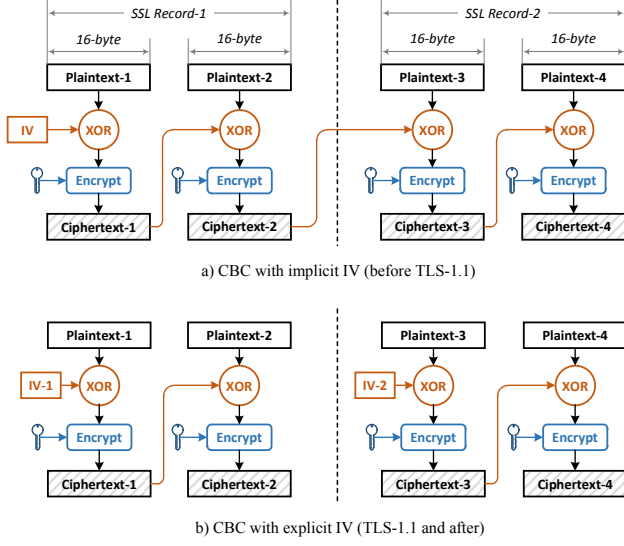 SSL Record-1 SSL Record-2
16-byte 16-byte 16-byte 16-byte
Plaintext-1 Plaintext-2 Plaintext-3 Plaintext-4
IV XOR XOR XOR XOR
Encrypt Encrypt Encrypt Encrypt
Ciphertext-1 Ciphertext-2 Ciphertext-3 Ciphertext-4
a) CBC with implicit IV (before TLS-1.1)
Plaintext-1 Plaintext-2 Plaintext-3 Plaintext-4
IV-1 XOR XOR IV-2 XOR XOR
Encrypt Encrypt Encrypt Encrypt
Ciphertext-1 Ciphertext-2 Ciphertext-3 Ciphertext-4
b) CBC with explicit IV (TLS-1.1 and after)